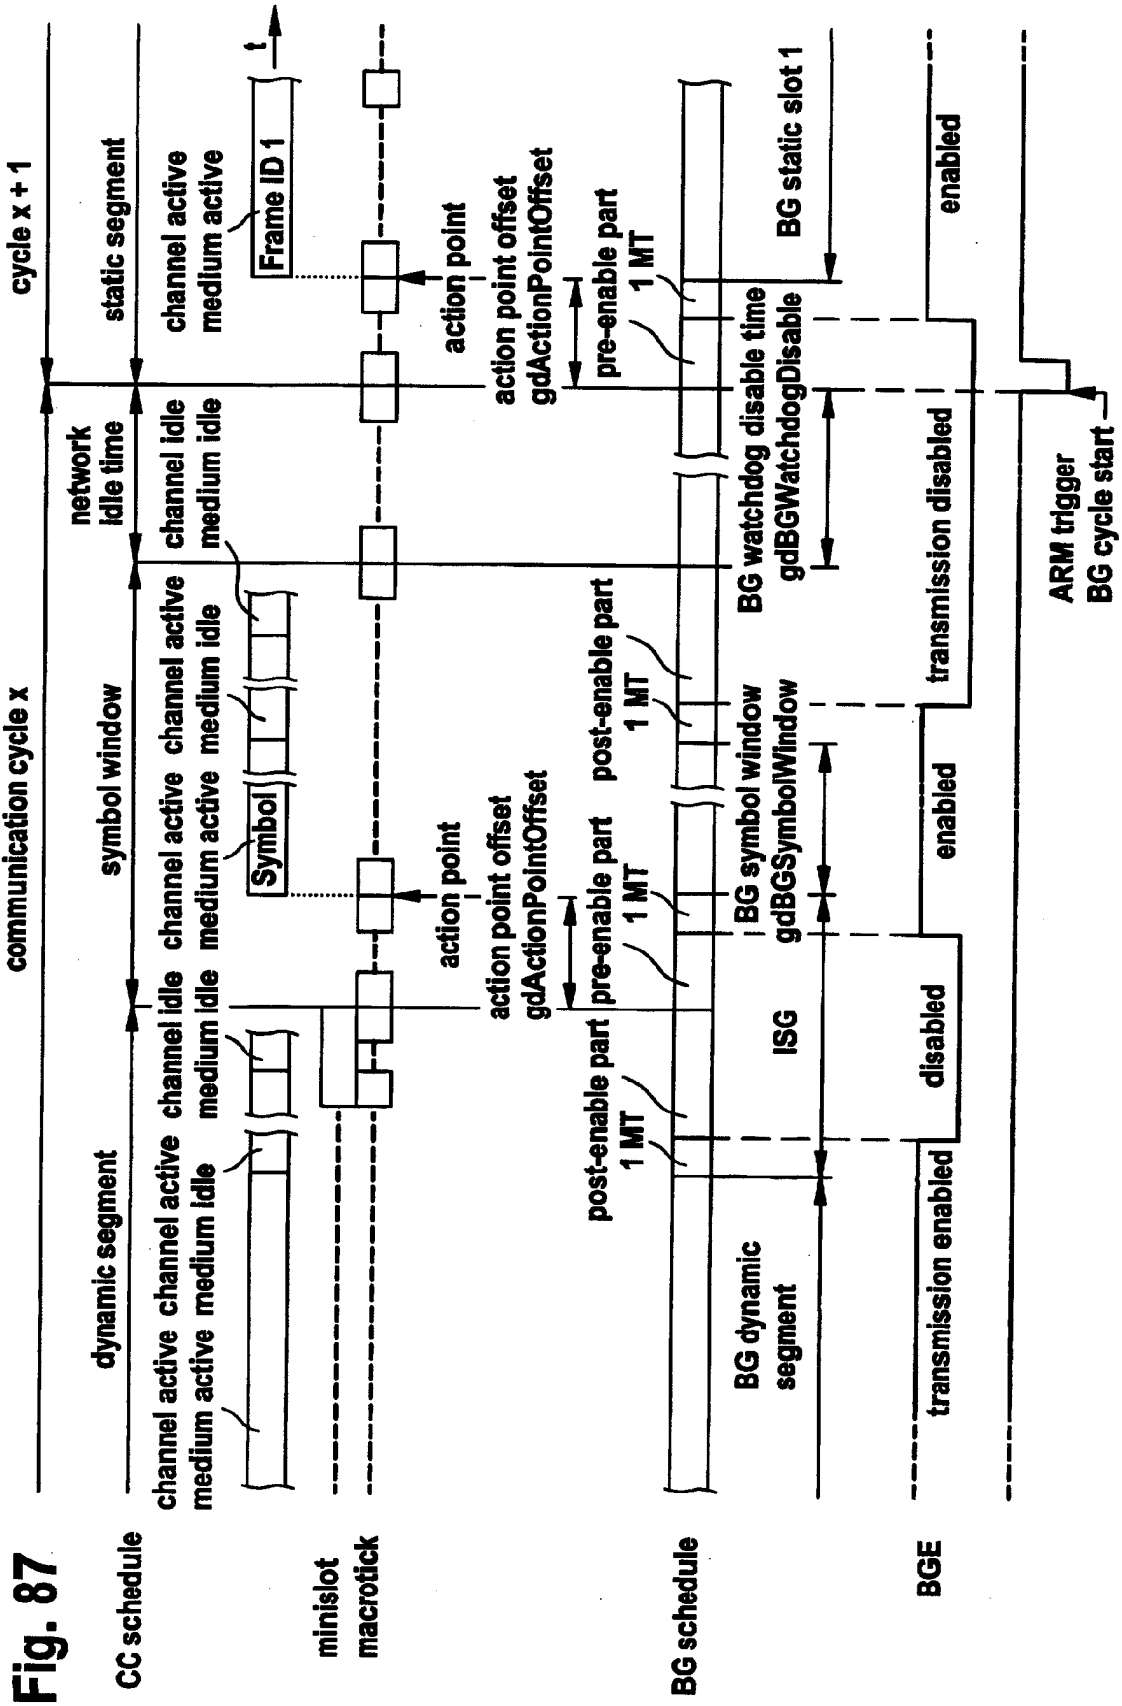 Fig. 87
communication cycle x
cycle x + 1
CC schedule
dynamic segment
symbol window
network
idle time
static segment
channel active
medium active
channel active
medium idle
channel idle
medium idle
channel active
medium active
channel active
medium idle
channel idle
medium idle
channel active
medium active
Symbol
Frame ID 1
t
minislot
macrotick
action point
action point
action point offset
gdActionPointOffset
action point offset
gdActionPointOffset
BG schedule
post-enable part
1 MT
pre-enable part
1 MT
post-enable part
1 MT
pre-enable part
1 MT
BG dynamic
segment
ISG
BG symbol window
gdBGSymbolWindow
BG watchdog disable time
gdBGWatchdogDisable
BG static slot 1
BGE
transmission enabled
disabled
enabled
transmission disabled
enabled
ARM trigger
BG cycle start